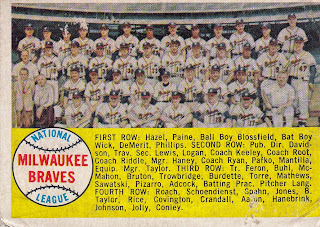 NATIONAL
MILWAUKEE
BRAVES
LEAGUE
FIRST ROW: Hazel, Paine, Ball Boy Blossfield, Bat Boy
Wick, DeMerit, Phillips. SECOND ROW: Pub. Dir. David-
son, Trav. Sec. Lewis, Logan, Coach Keeley, Coach Root,
Coach Riddle, Mgr. Haney, Coach Ryan, Pafko, Mantilla,
Equip. Mgr. Taylor. THIRD ROW: Tr. Feron, Buhl, Mc-
Mahon, Bruton, Trowbridge, Burdette, Torre, Mathews,
Sawatski, Pizarro, Adcock, Batting Prac. Pitcher Lang.
FOURTH ROW: Roach, Schoendienst, Spahn, Jones, B.
Taylor, Rice, Covington, Crandall, Aaron, Hanebrink,
Johnson, Jolly, Conley.